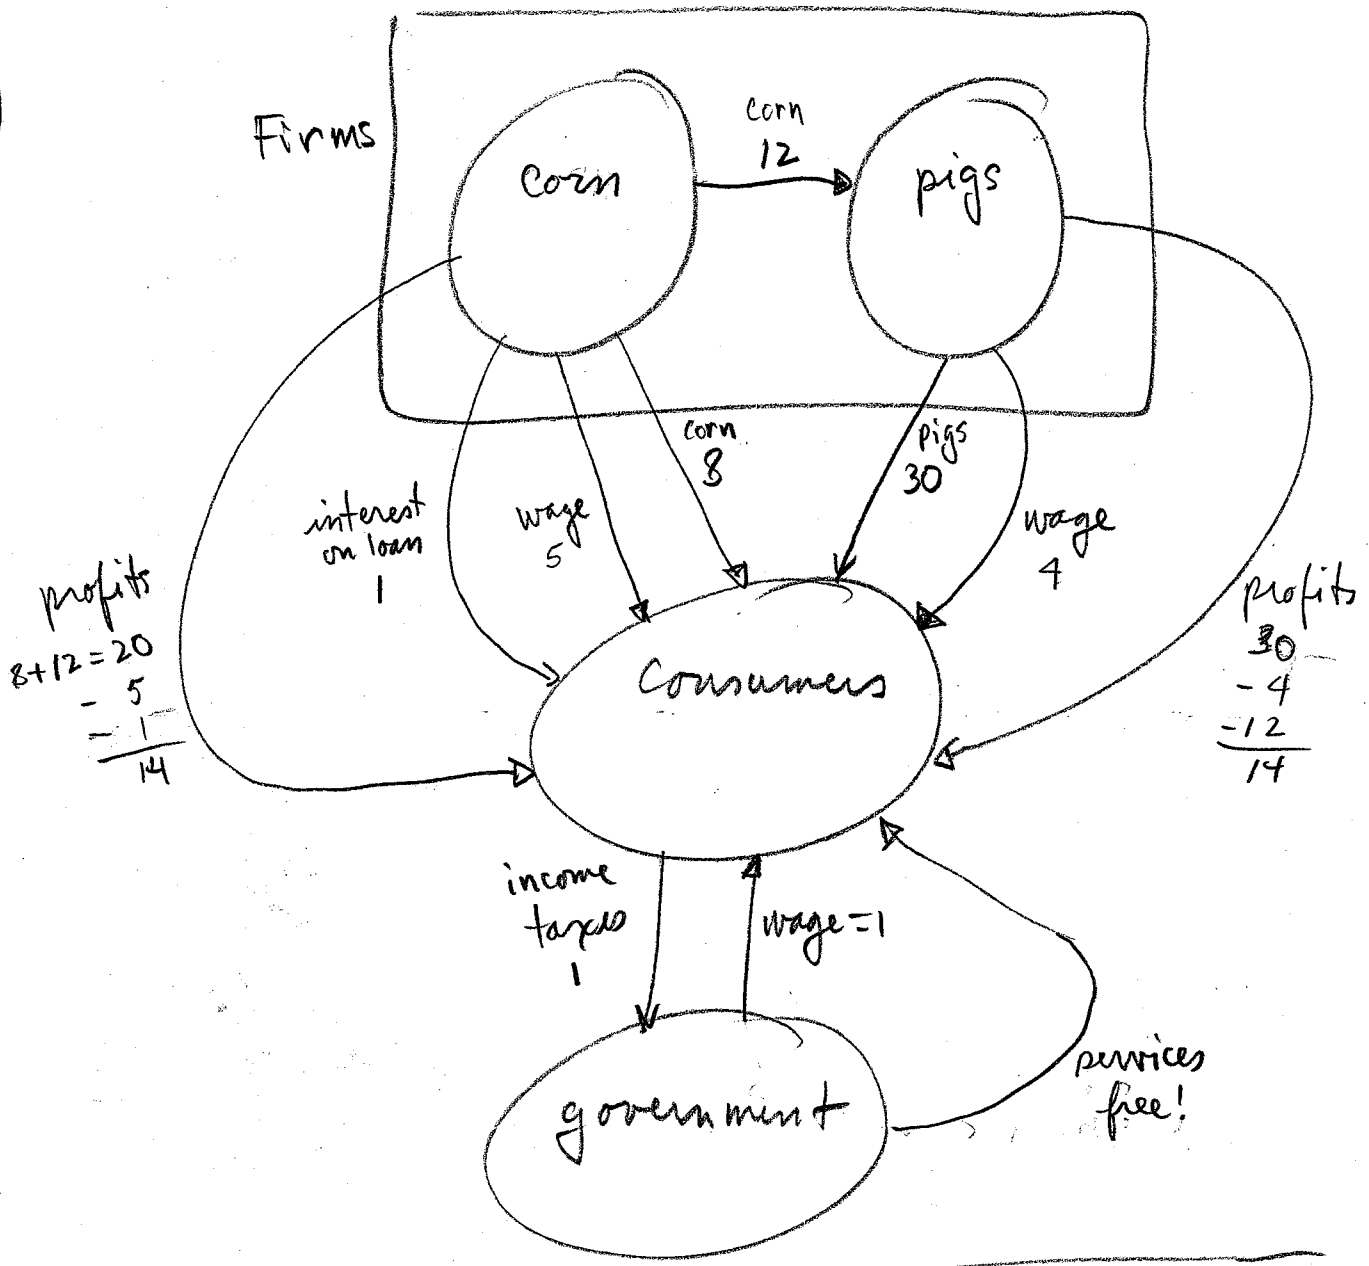 Firms
corn
12
corn
pigs
corn
8
pigs
30
interest
on loan
1
wage
5
wage
4
profits
8+12=20
- 5
- 1
14
profits
30
- 4
-12
14
Consumers
income
taxes
1
wage=1
services
free!
government